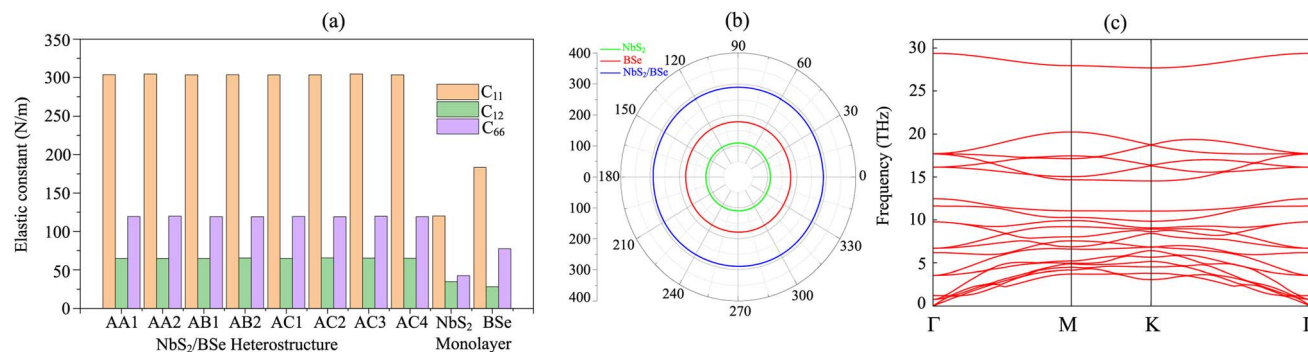 (a)
Elastic constant (N/m)
350
300
250
200
150
100
50
0
C₁₁
C₁₂
C₆₆
AA1 AA2 AB1 AB2 AC1 AC2 AC3 AC4 NbS₂ BSe
NbS₂/BSe Heterostructure Monolayer
(b)
NbS₂
BSe
NbS₂/BSe
400
300
200
100
0
100
200
300
400
90
120 60
150 30
180 0
210 330
240 300
270
(c)
Frequency (THz)
30
25
20
15
10
5
0
Γ M K Γ